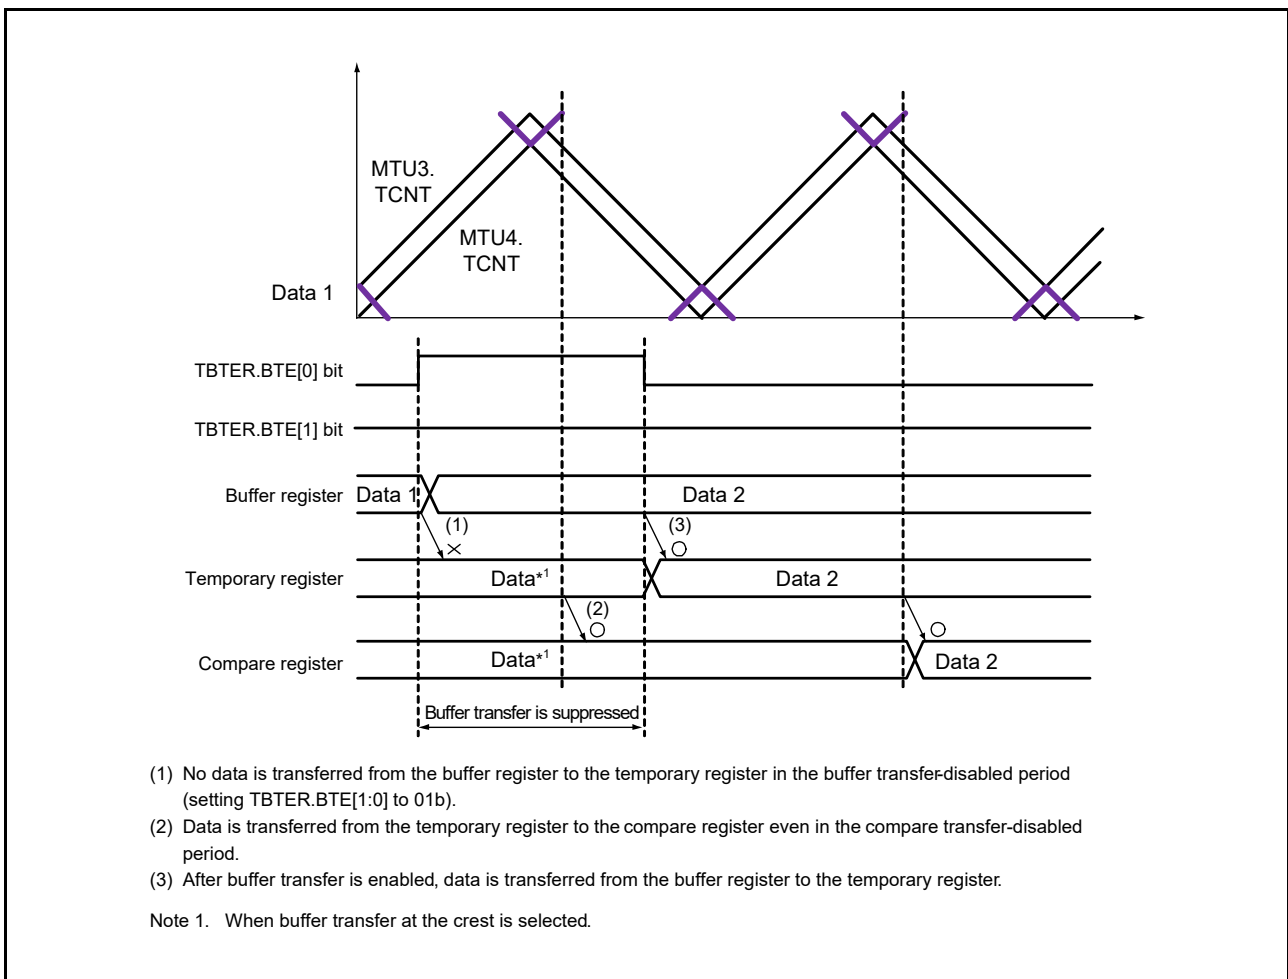 MTU3.
TCNT
MTU4.
TCNT
Data 1
TBTER.BTE[0] bit
TBTER.BTE[1] bit
Buffer register Data 1 Data 2
(1) (3)
Temporary register Data*1 Data 2
(2)
Compare register Data*1 Data 2
Buffer transfer is suppressed
(1) No data is transferred from the buffer register to the temporary register in the buffer transfer-disabled period
(setting TBTER.BTE[1:0] to 01b).
(2) Data is transferred from the temporary register to the compare register even in the compare transfer-disabled
period.
(3) After buffer transfer is enabled, data is transferred from the buffer register to the temporary register.
Note 1. When buffer transfer at the crest is selected.